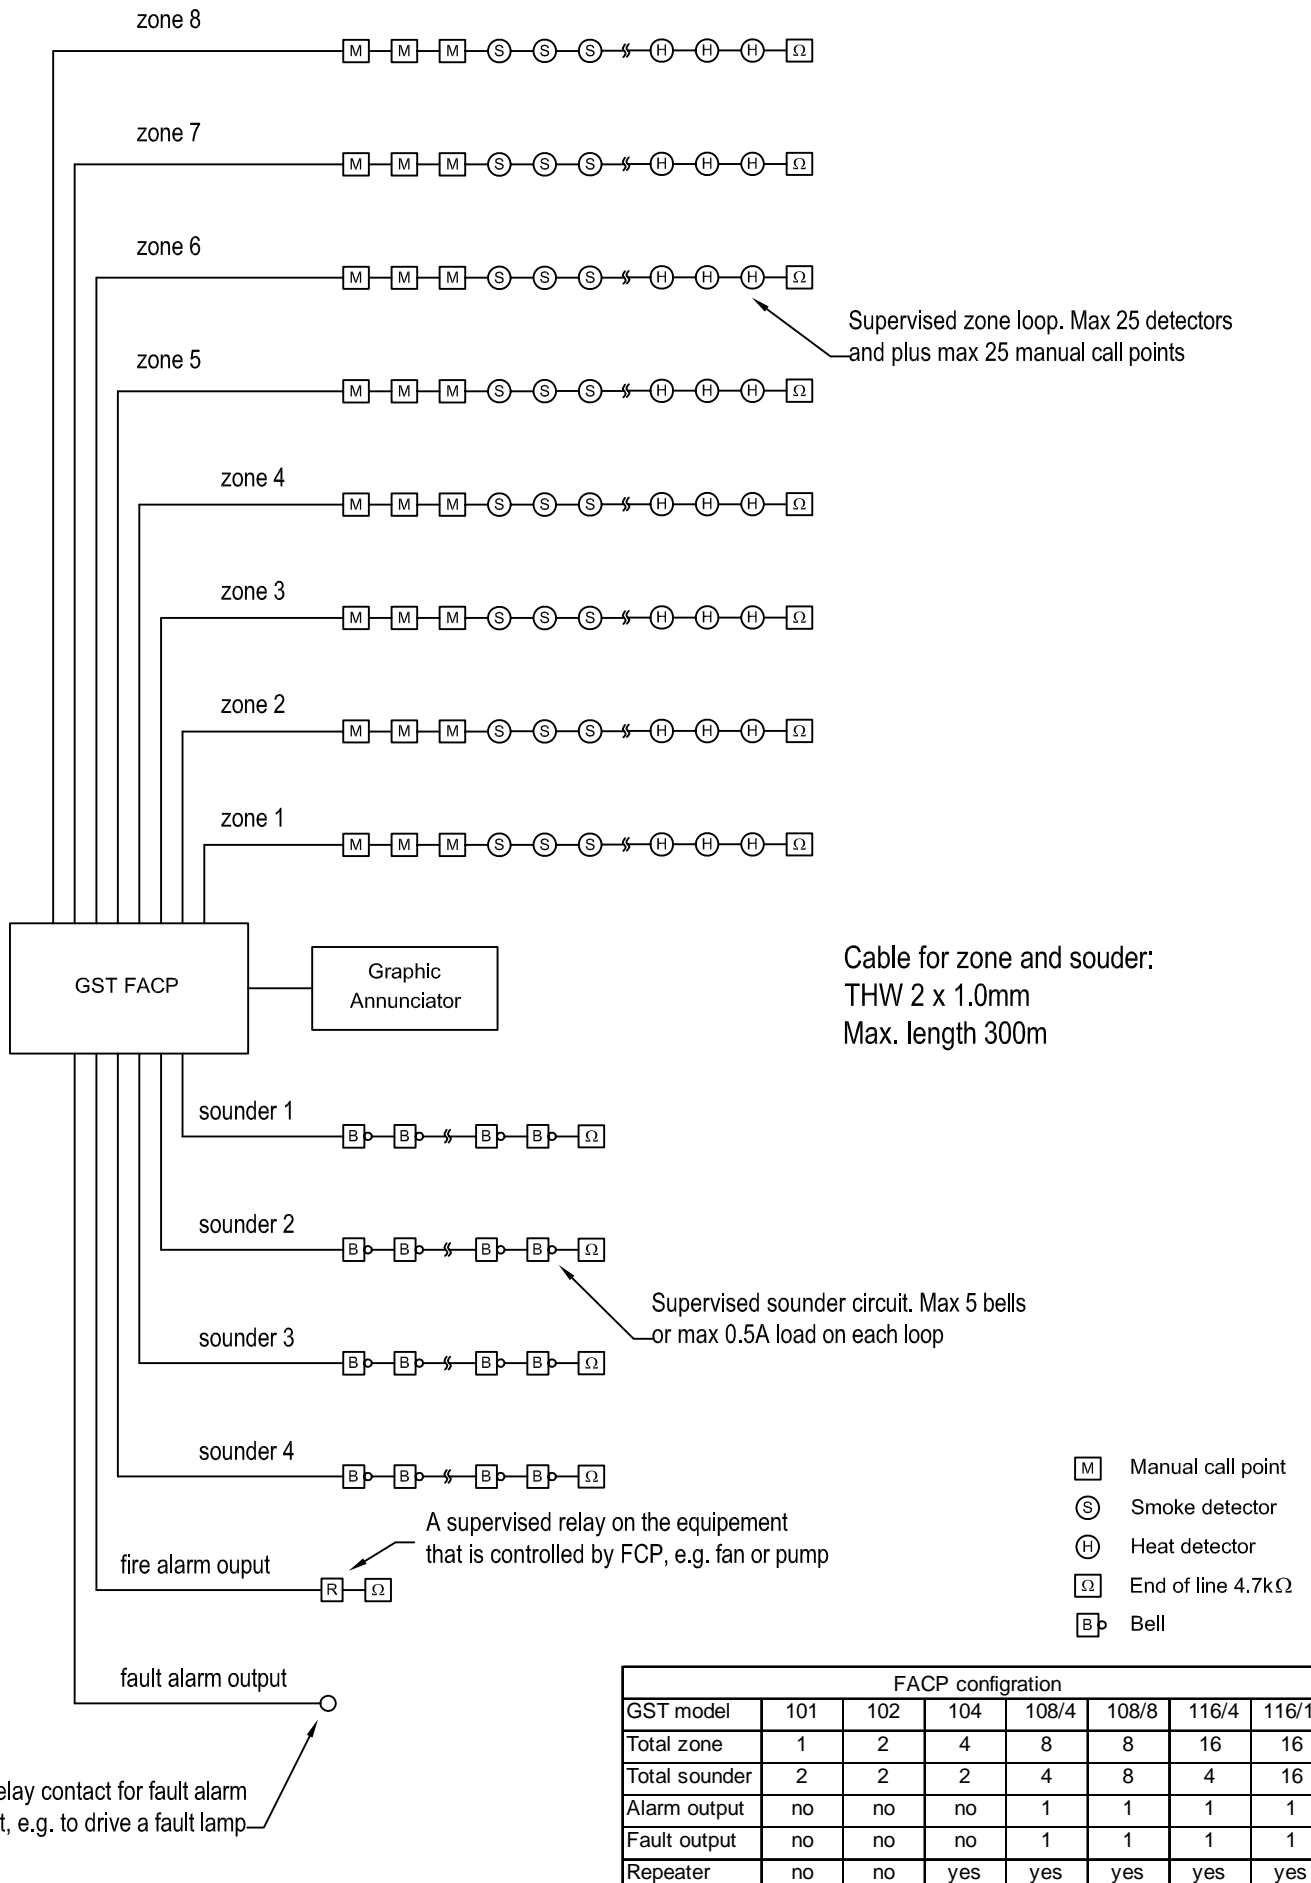 zone 8
M M M S S S H H H Ω
zone 7
M M M S S S H H H Ω
zone 6
M M M S S S H H H Ω
Supervised zone loop. Max 25 detectors
and plus max 25 manual call points
zone 5
M M M S S S H H H Ω
zone 4
M M M S S S H H H Ω
zone 3
M M M S S S H H H Ω
zone 2
M M M S S S H H H Ω
zone 1
M M M S S S H H H Ω
GST FACP
Graphic
Annunciator
Cable for zone and souder:
THW 2 x 1.0mm
Max. length 300m
sounder 1
B B B B Ω
sounder 2
B B B B Ω
Supervised sounder circuit. Max 5 bells
or max 0.5A load on each loop
sounder 3
B B B B Ω
sounder 4
B B B B Ω
A supervised relay on the equipement
that is controlled by FCP, e.g. fan or pump
fire alarm ouput
R Ω
M Manual call point
S Smoke detector
H Heat detector
Ω End of line 4.7kΩ
B Bell
fault alarm output
elay contact for fault alarm
t, e.g. to drive a fault lamp
FACP configration
GST model 101 102 104 108/4 108/8 116/4 116/1
Total zone 1 2 4 8 8 16 16
Total sounder 2 2 2 4 8 4 16
Alarm output no no no 1 1 1 1
Fault output no no no 1 1 1 1
Repeater no no yes yes yes yes yes